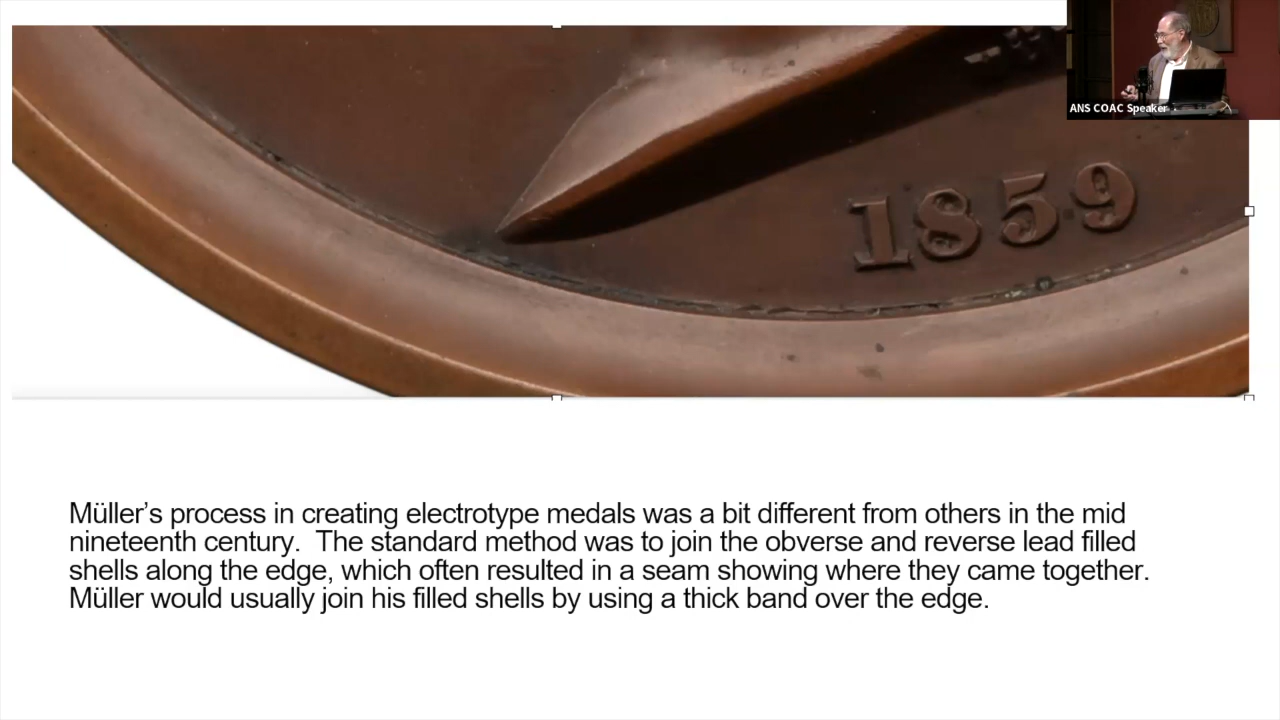 ANS COAC Speaker
1859
Müller’s process in creating electrotype medals was a bit different from others in the mid
nineteenth century.  The standard method was to join the obverse and reverse lead filled
shells along the edge, which often resulted in a seam showing where they came together.
Müller would usually join his filled shells by using a thick band over the edge.